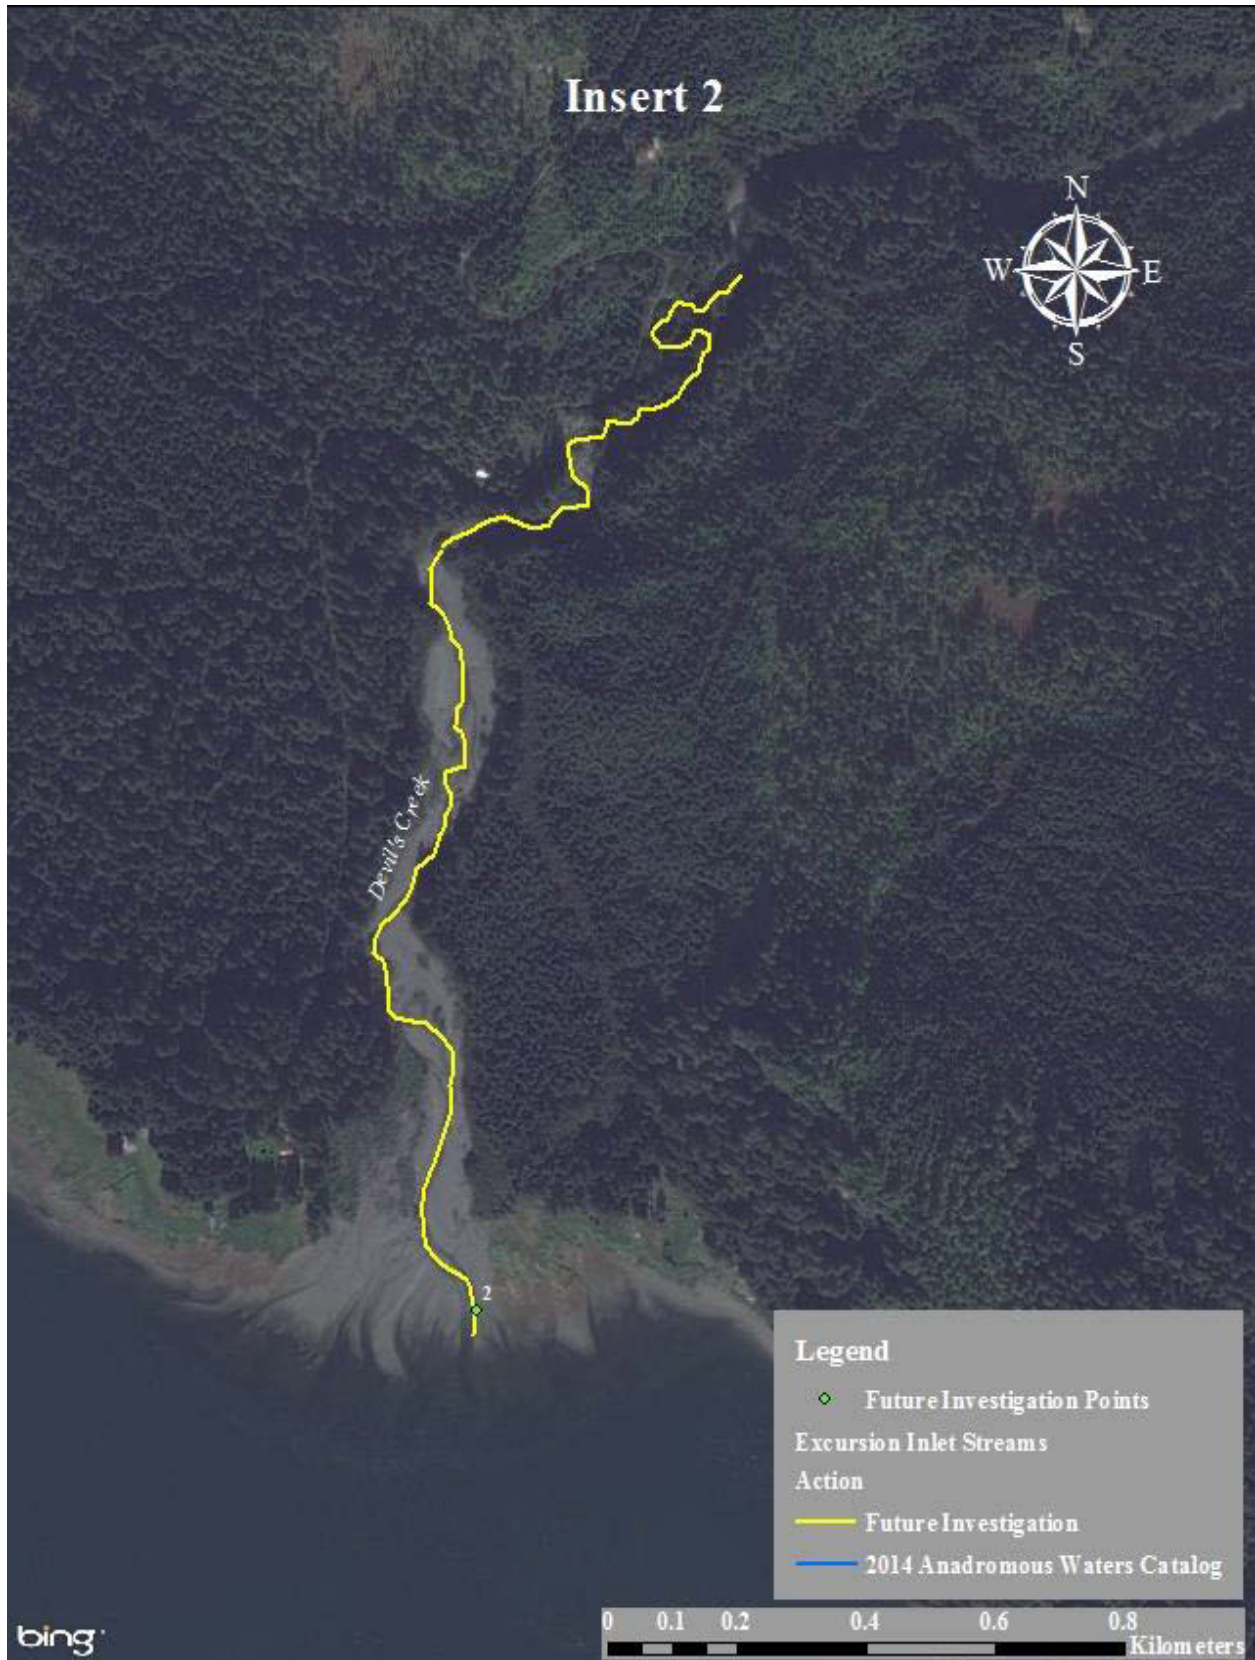 Insert 2
N
W E
S
Devil's Creek
2
Legend
Future Investigation Points
Excursion Inlet Streams
Action
Future Investigation
2014 Anadromous Waters Catalog
0 0.1 0.2 0.4 0.6 0.8
Kilometers
bing